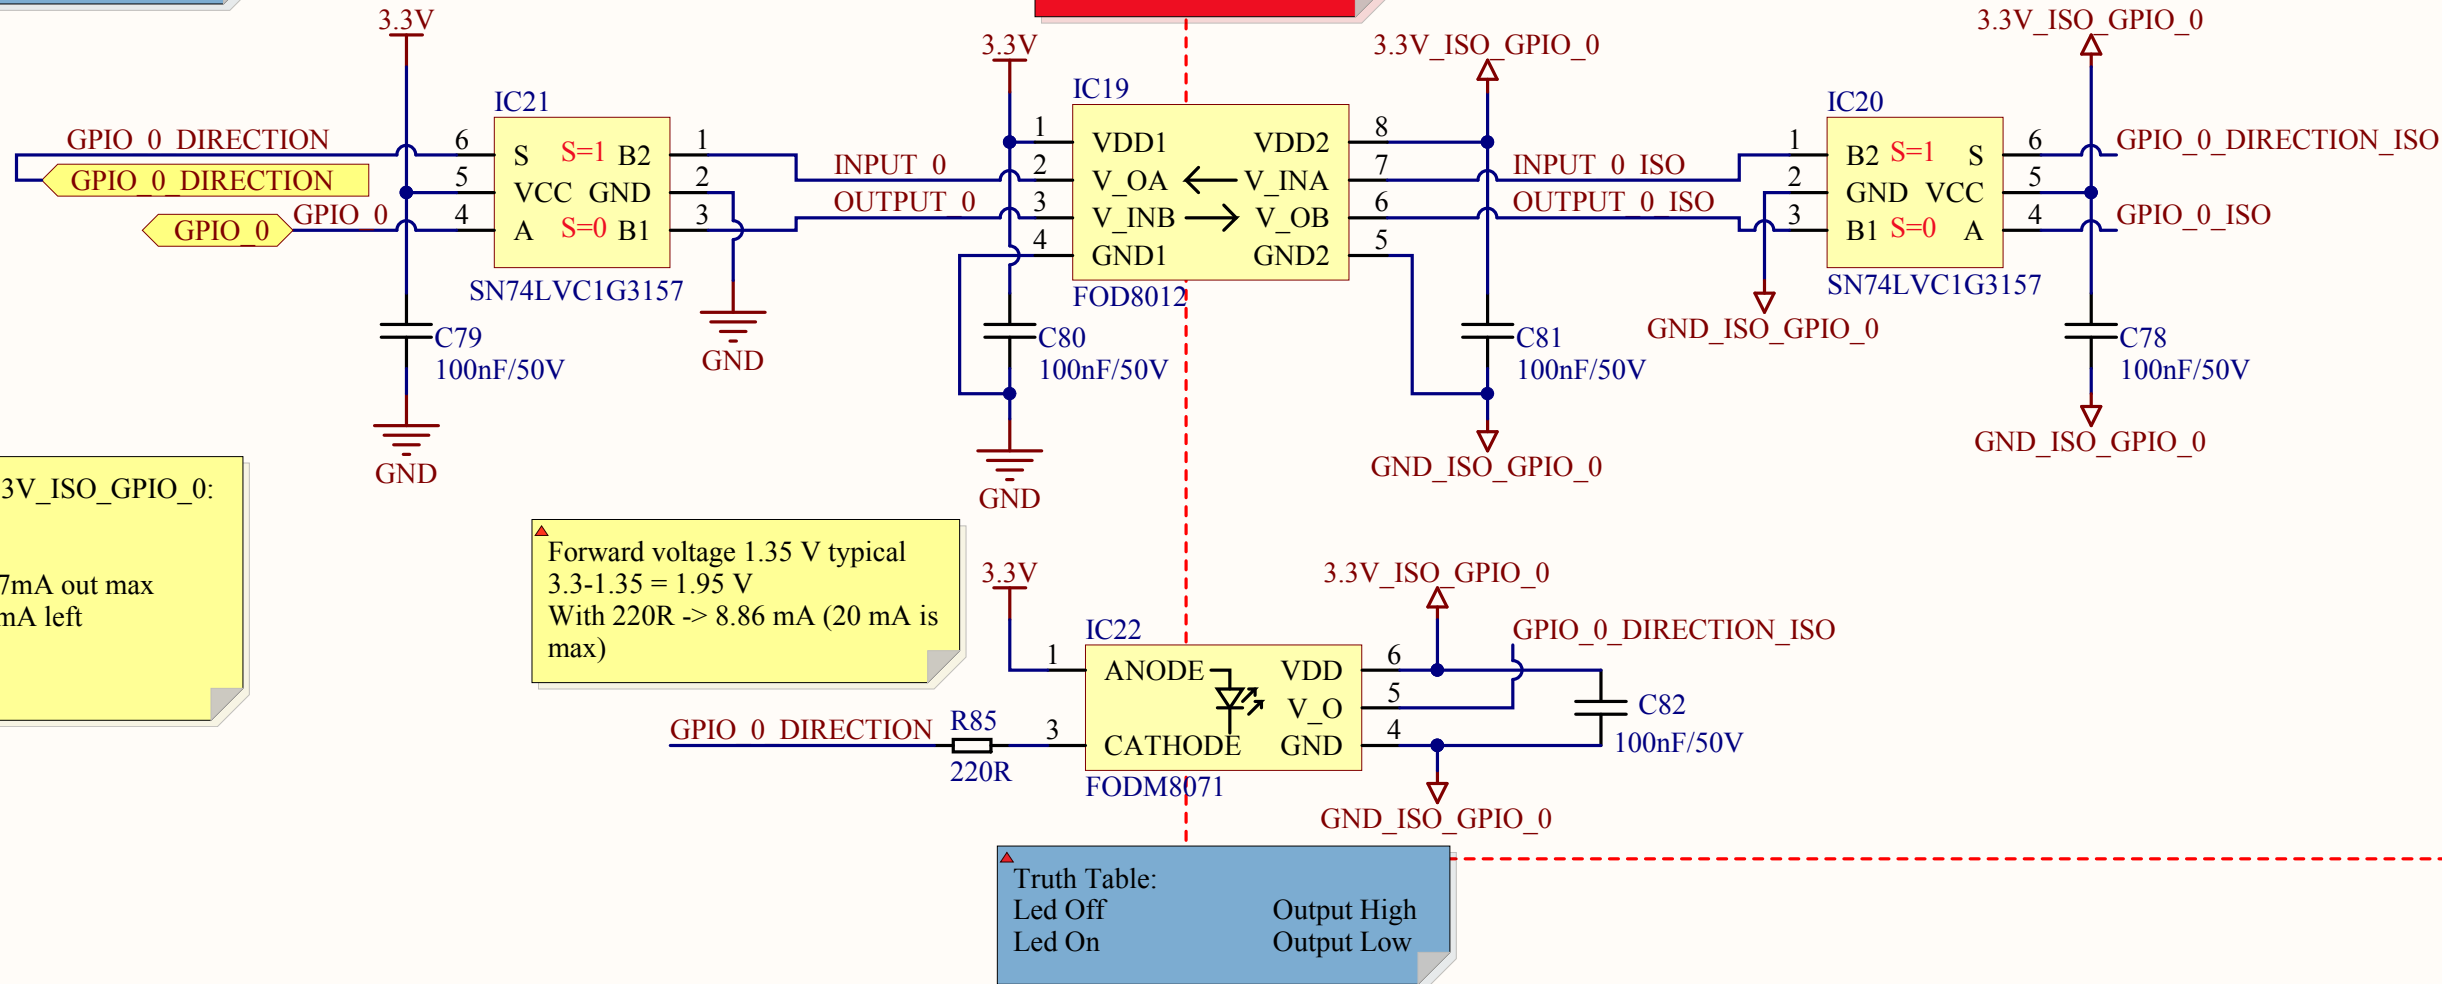 3.3V
3.3V
3.3V_ISO_GPIO_0
3.3V_ISO_GPIO_0
IC21
IC19
IC20
GPIO_0_DIRECTION
6
S
S=1
B2
1
GPIO_0_DIRECTION
5
VCC
GND
2
GPIO_0
GPIO_0
4
A
S=0
B1
3
SN74LVC1G3157
INPUT_0
OUTPUT_0
1
VDD1
VDD2
8
2
V_OA
V_INA
7
3
V_INB
V_OB
6
4
GND1
GND2
5
FOD8012
INPUT_0_ISO
OUTPUT_0_ISO
1
B2
S=1
S
6
GPIO_0_DIRECTION_ISO
2
GND
VCC
5
3
B1
S=0
A
4
GPIO_0_ISO
SN74LVC1G3157
C79
100nF/50V
GND
GND
C80
100nF/50V
GND
C81
100nF/50V
GND_ISO_GPIO_0
GND_ISO_GPIO_0
C78
100nF/50V
GND_ISO_GPIO_0
3V_ISO_GPIO_0:
7mA out max
mA left
Forward voltage 1.35 V typical
3.3-1.35 = 1.95 V
With 220R -> 8.86 mA (20 mA is
max)
3.3V
3.3V_ISO_GPIO_0
IC22
GPIO_0_DIRECTION_ISO
1
ANODE
VDD
6
V_O
5
GPIO_0_DIRECTION
R85
220R
3
CATHODE
GND
4
FODM8071
C82
100nF/50V
GND_ISO_GPIO_0
Truth Table:
Led Off Output High
Led On Output Low